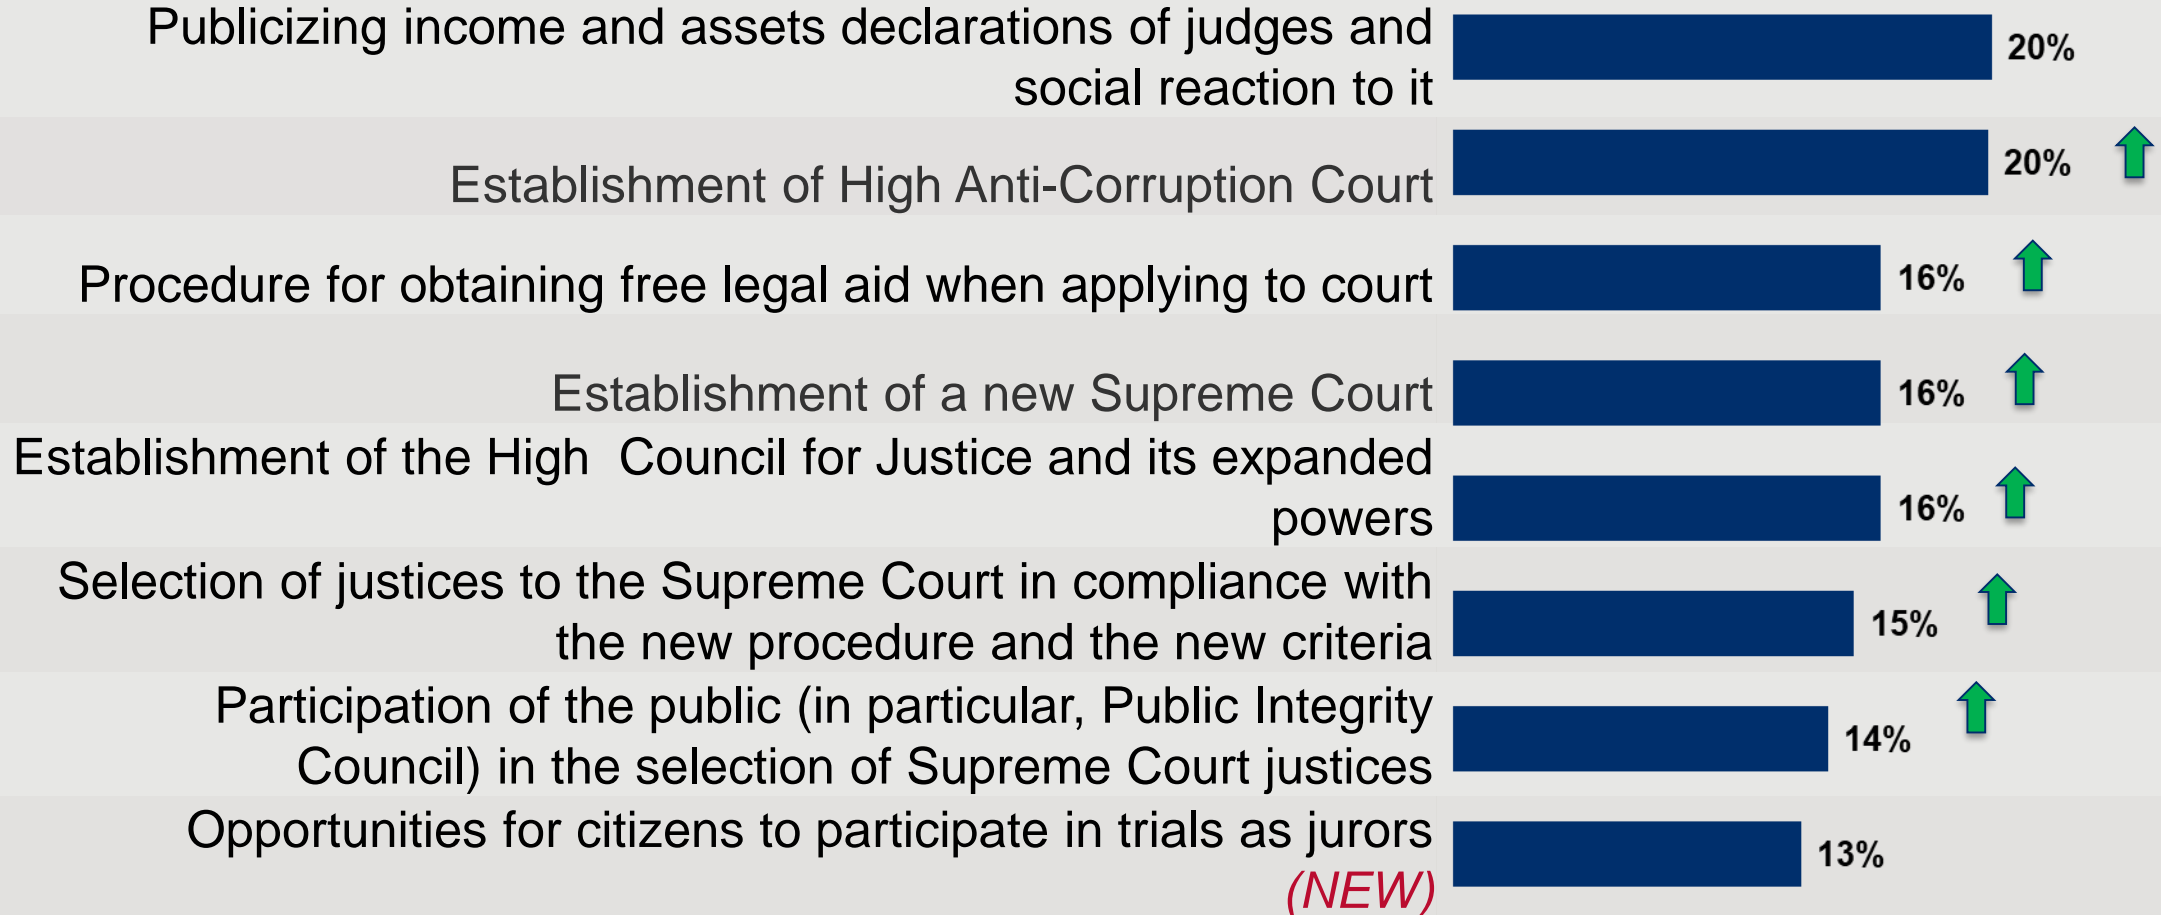 Publicizing income and assets declarations of judges and
social reaction to it
20%
Establishment of High Anti-Corruption Court
20%
Procedure for obtaining free legal aid when applying to court
16%
Establishment of a new Supreme Court
16%
Establishment of the High  Council for Justice and its expanded
powers
16%
Selection of justices to the Supreme Court in compliance with
the new procedure and the new criteria
15%
Participation of the public (in particular, Public Integrity
Council) in the selection of Supreme Court justices
14%
Opportunities for citizens to participate in trials as jurors
(NEW)
13%